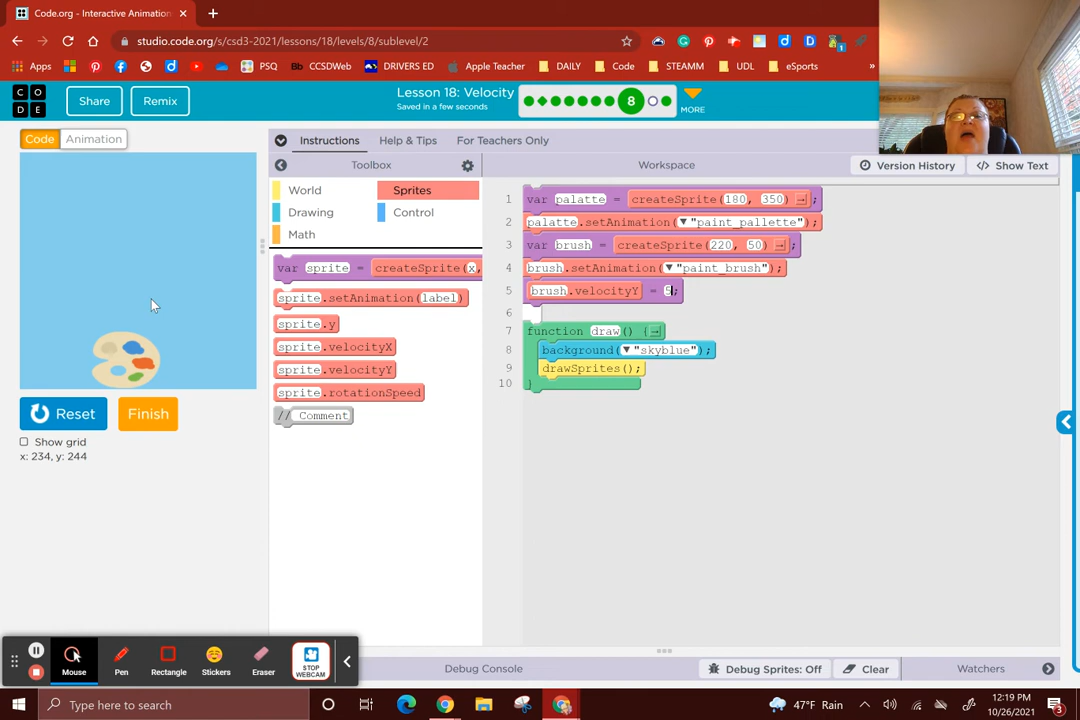 Code.org - Interactive Animation
studio.code.org/s/csd3-2021/lessons/18/levels/8/sublevel/2
Apps
PSQ
Bb CCSDWeb
DRIVERS ED
Apple Teacher
DAILY
Code
STEAMM
UDL
eSports
»
C O
D E
Share
Remix
Lesson 18: Velocity
Saved in a few seconds
8
MORE
Code
Animation
Instructions
Help & Tips
For Teachers Only
Toolbox
Workspace
Version History
</> Show Text
World
Sprites
Drawing
Control
Math
var sprite = createSprite(x,
sprite.setAnimation(label)
sprite.y
sprite.velocityX
sprite.velocityY
sprite.rotationSpeed
// Comment
1 var palatte = createSprite(180, 350);
2 palatte.setAnimation("paint_pallette");
3 var brush = createSprite(220, 50);
4 brush.setAnimation("paint_brush");
5 brush.velocityY = 5;
6
7 function draw() {
8 background("skyblue");
9 drawSprites();
10 }
Reset
Finish
Show grid
x: 234, y: 244
Mouse
Pen
Rectangle
Stickers
Eraser
STOP
WEBCAM
Debug Console
Debug Sprites: Off
Clear
Watchers
Type here to search
47°F Rain
12:19 PM
10/26/2021
3